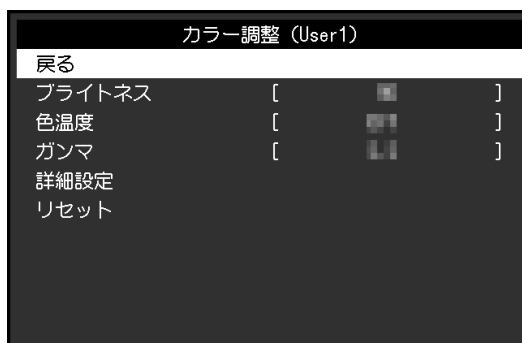 カラー調整（User1）
戻る
ブライトネス [ ]
色温度 [ ]
ガンマ [ ]
詳細設定
リセット